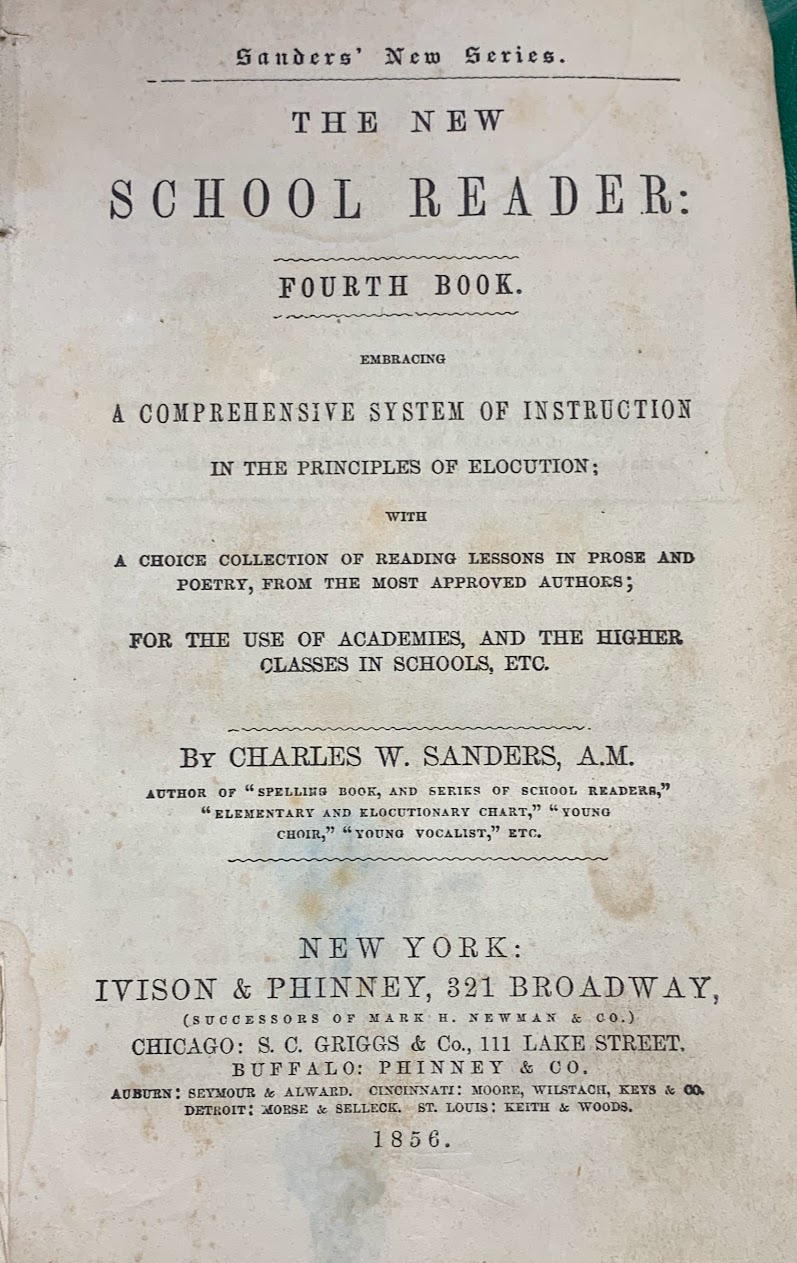 Sanders' New Series.
THE NEW
SCHOOL READER:
FOURTH BOOK.
EMBRACING
A COMPREHENSIVE SYSTEM OF INSTRUCTION
IN THE PRINCIPLES OF ELOCUTION;
WITH
A CHOICE COLLECTION OF READING LESSONS IN PROSE AND
POETRY, FROM THE MOST APPROVED AUTHORS;
FOR THE USE OF ACADEMIES, AND THE HIGHER
CLASSES IN SCHOOLS, ETC.
BY CHARLES W. SANDERS, A.M.
AUTHOR OF "SPELLING BOOK, AND SERIES OF SCHOOL READERS,"
"ELEMENTARY AND ELOCUTIONARY CHART," "YOUNG
CHOIR," "YOUNG VOCALIST," ETC.
NEW YORK:
IVISON & PHINNEY, 321 BROADWAY,
(SUCCESSORS OF MARK H. NEWMAN & CO.)
CHICAGO: S. C. GRIGGS & Co., 111 LAKE STREET.
BUFFALO: PHINNEY & CO.
AUBURN: SEYMOUR & ALWARD. CINCINNATI: MOORE, WILSTACH, KEYS & CO.
DETROIT: MORSE & SELLECK. ST. LOUIS: KEITH & WOODS.
1856.